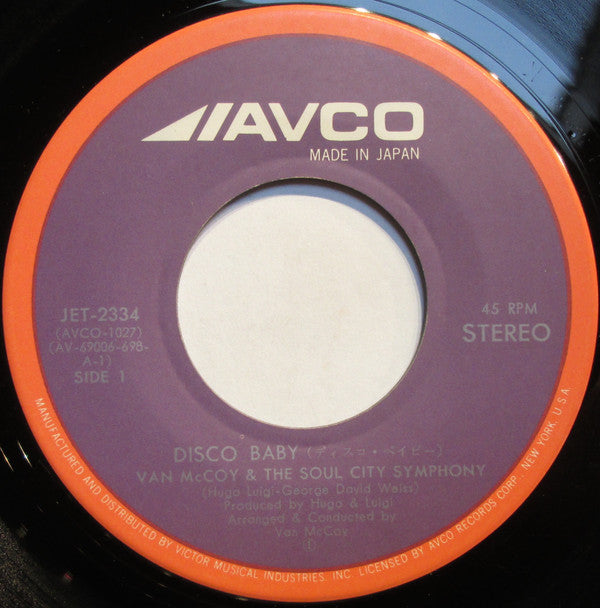 AVCO
MADE IN JAPAN
JET-2334
(AVCO-1027)
(AV-69006-698-
A-1)
SIDE 1
45 RPM
STEREO
DISCO BABY (ディスコ・ベイビー)
VAN McCOY & THE SOUL CITY SYMPHONY
(Hugo Luigi-George David Weiss)
Produced by Hugo & Luigi
Arranged & Conducted by
Van McCoy
MANUFACTURED AND DISTRIBUTED BY VICTOR MUSICAL INDUSTRIES, INC. LICENSED BY AVCO RECORDS CORP., NEW YORK, U.S.A.